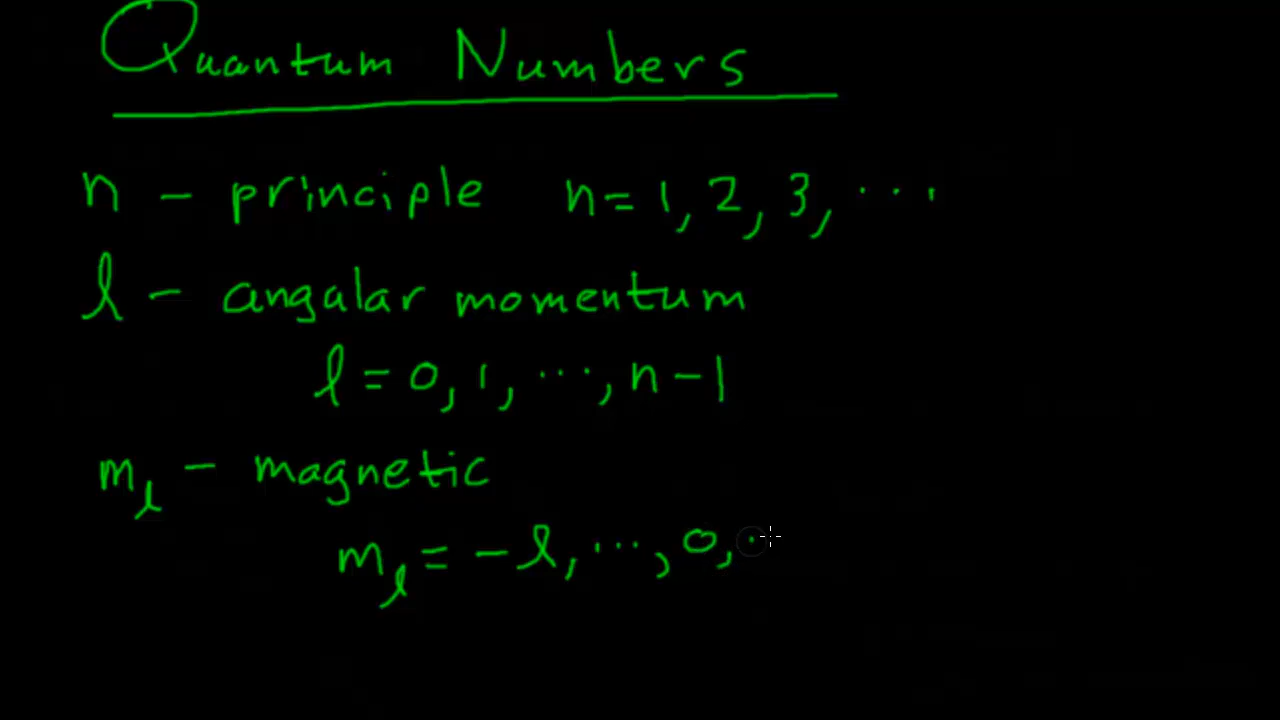 Quantum Numbers
n - principle n = 1, 2, 3, ...
l - angular momentum
l = 0, 1, ..., n - 1
mₗ - magnetic
mₗ = - l, ..., 0, .